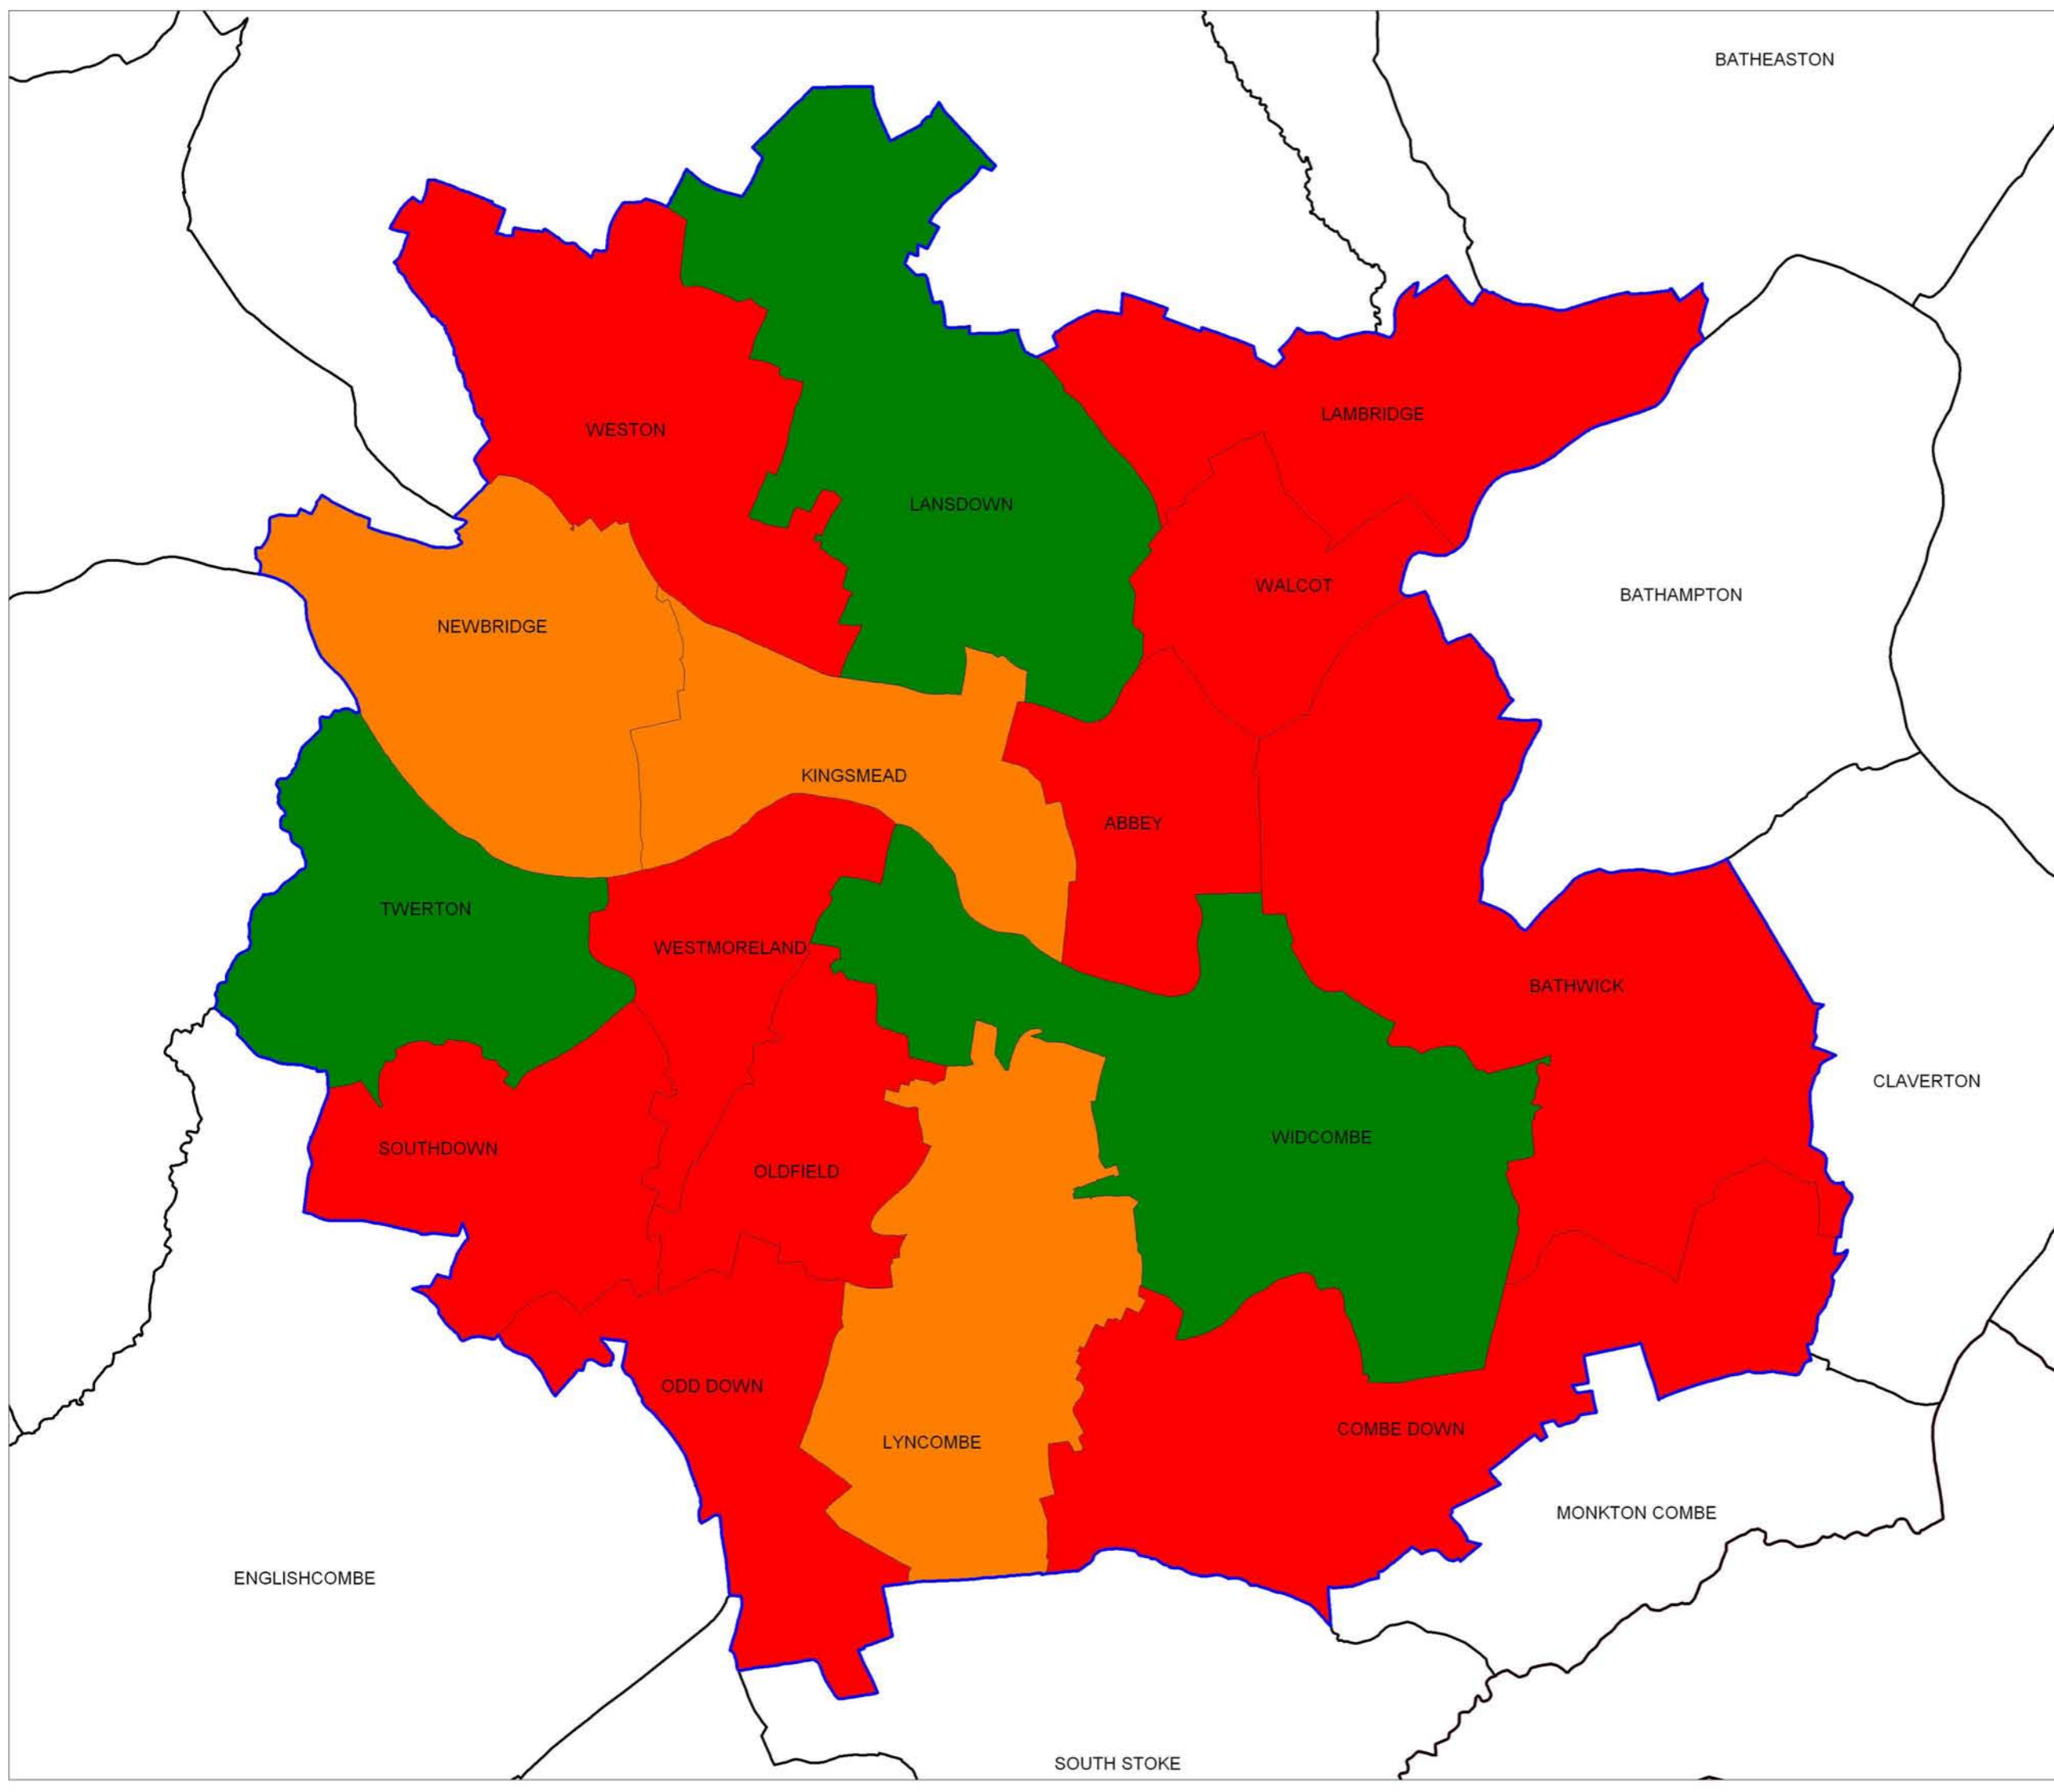 BATHEASTON
LAMBRIDGE
WESTON
LANSDOWN
WALCOT
BATHAMPTON
NEWBRIDGE
KINGSMEAD
ABBEY
TWERTON
WESTMORELAND
BATHWICK
CLAVERTON
WIDCOMBE
SOUTHDOWN
OLDFIELD
ODD DOWN
COMBE DOWN
LYNCOMBE
MONKTON COMBE
ENGLISHCOMBE
SOUTH STOKE